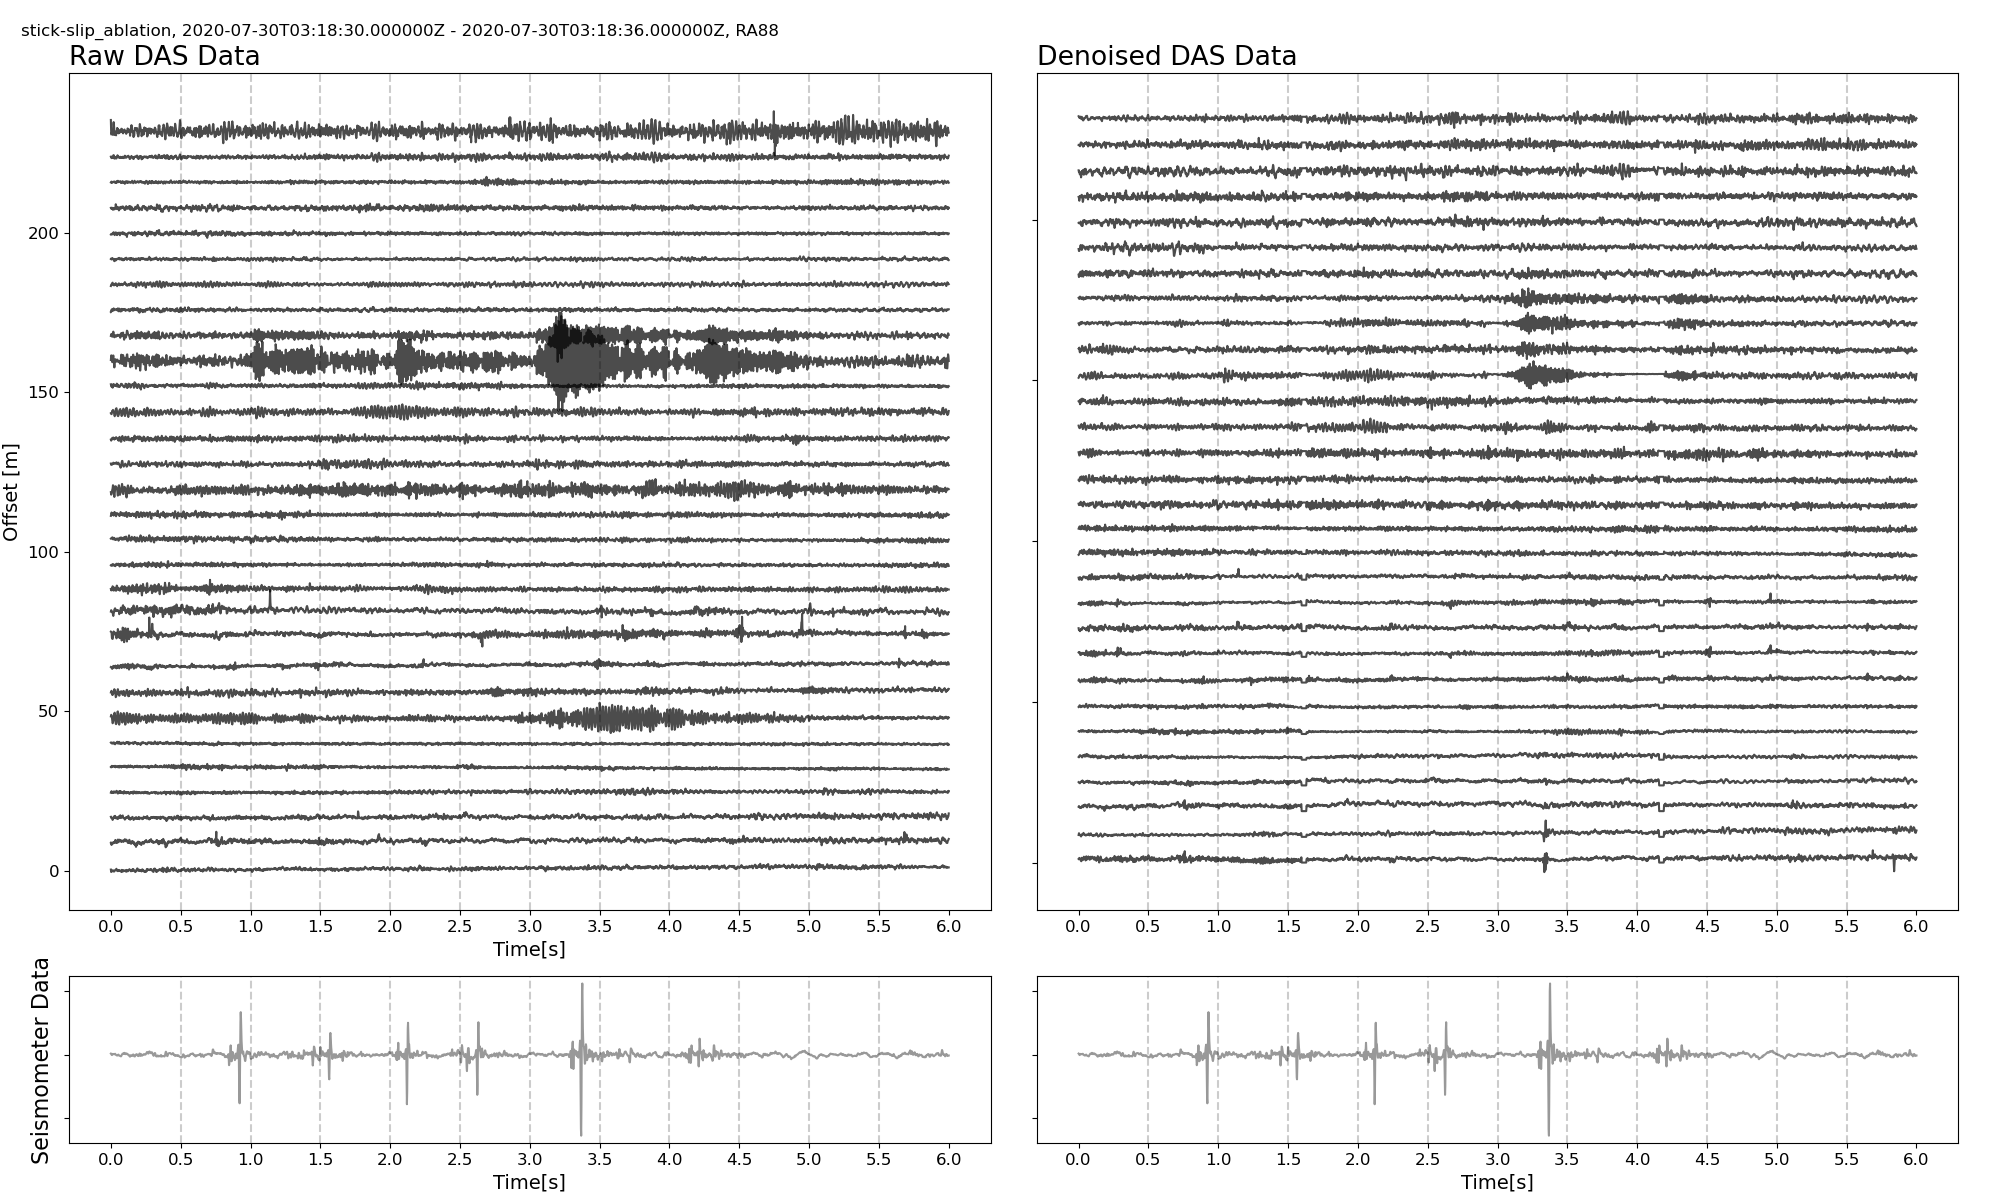 stick-slip_ablation, 2020-07-30T03:18:30.000000Z - 2020-07-30T03:18:36.000000Z, RA88
Raw DAS Data
Offset [m]
200
150
100
50
0
0.0 0.5 1.0 1.5 2.0 2.5 3.0 3.5 4.0 4.5 5.0 5.5 6.0
Time[s]
Denoised DAS Data
0.0 0.5 1.0 1.5 2.0 2.5 3.0 3.5 4.0 4.5 5.0 5.5 6.0
Seismometer Data
0.0 0.5 1.0 1.5 2.0 2.5 3.0 3.5 4.0 4.5 5.0 5.5 6.0
Time[s]
0.0 0.5 1.0 1.5 2.0 2.5 3.0 3.5 4.0 4.5 5.0 5.5 6.0
Time[s]